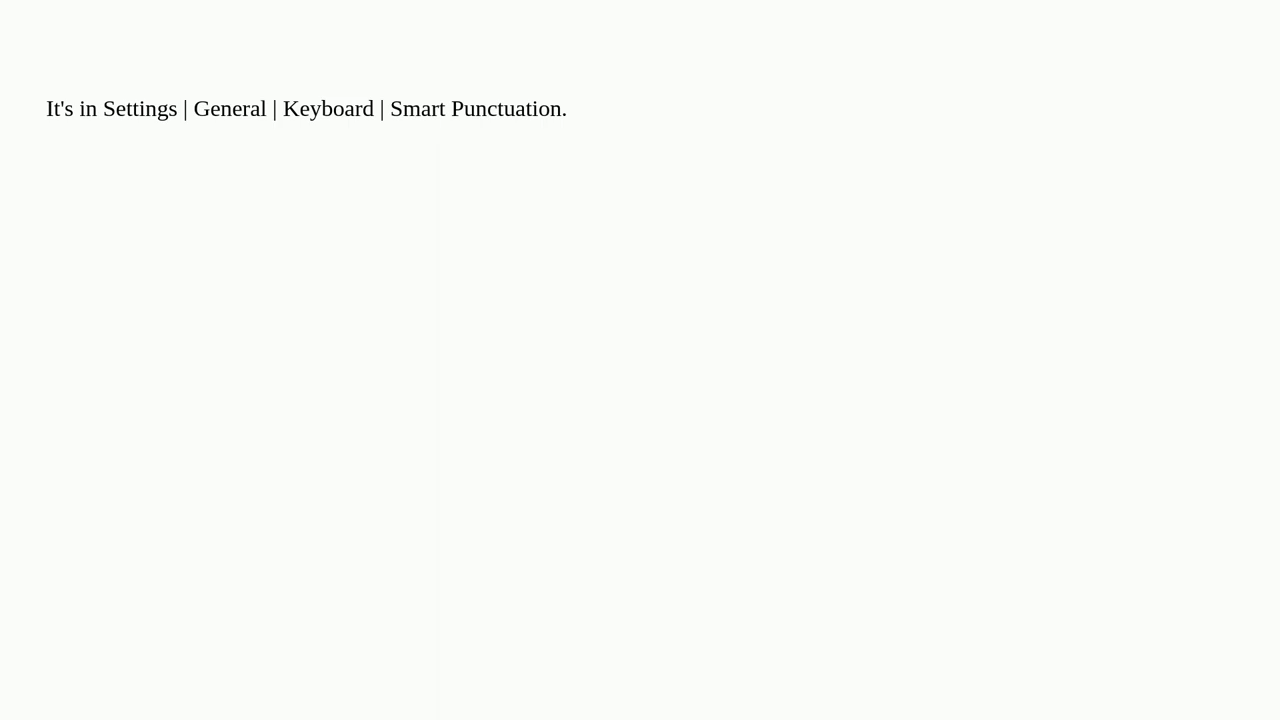 It's in Settings | General | Keyboard | Smart Punctuation.